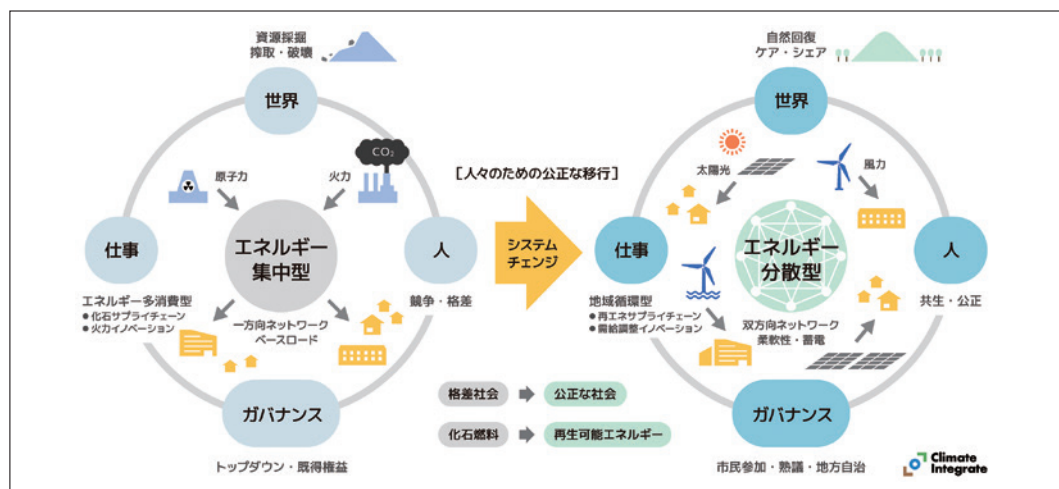 資源採掘
搾取・破壊
世界
CO2
原子力
火力
エネルギー
集中型
仕事
人
エネルギー多消費型
● 化石サプライチェーン
● 火力イノベーション
競争・格差
一方向ネットワーク
ベースロード
ガバナンス
トップダウン・既得権益
[人々のための公正な移行]
システム
チェンジ
格差社会
公正な社会
化石燃料
再生可能エネルギー
自然回復
ケア・シェア
世界
太陽光
風力
エネルギー
分散型
仕事
人
地域循環型
● 再エネサプライチェーン
● 需給調整イノベーション
共生・公正
双方向ネットワーク
柔軟性・蓄電
ガバナンス
市民参加・熟議・地方自治
Climate
Integrate